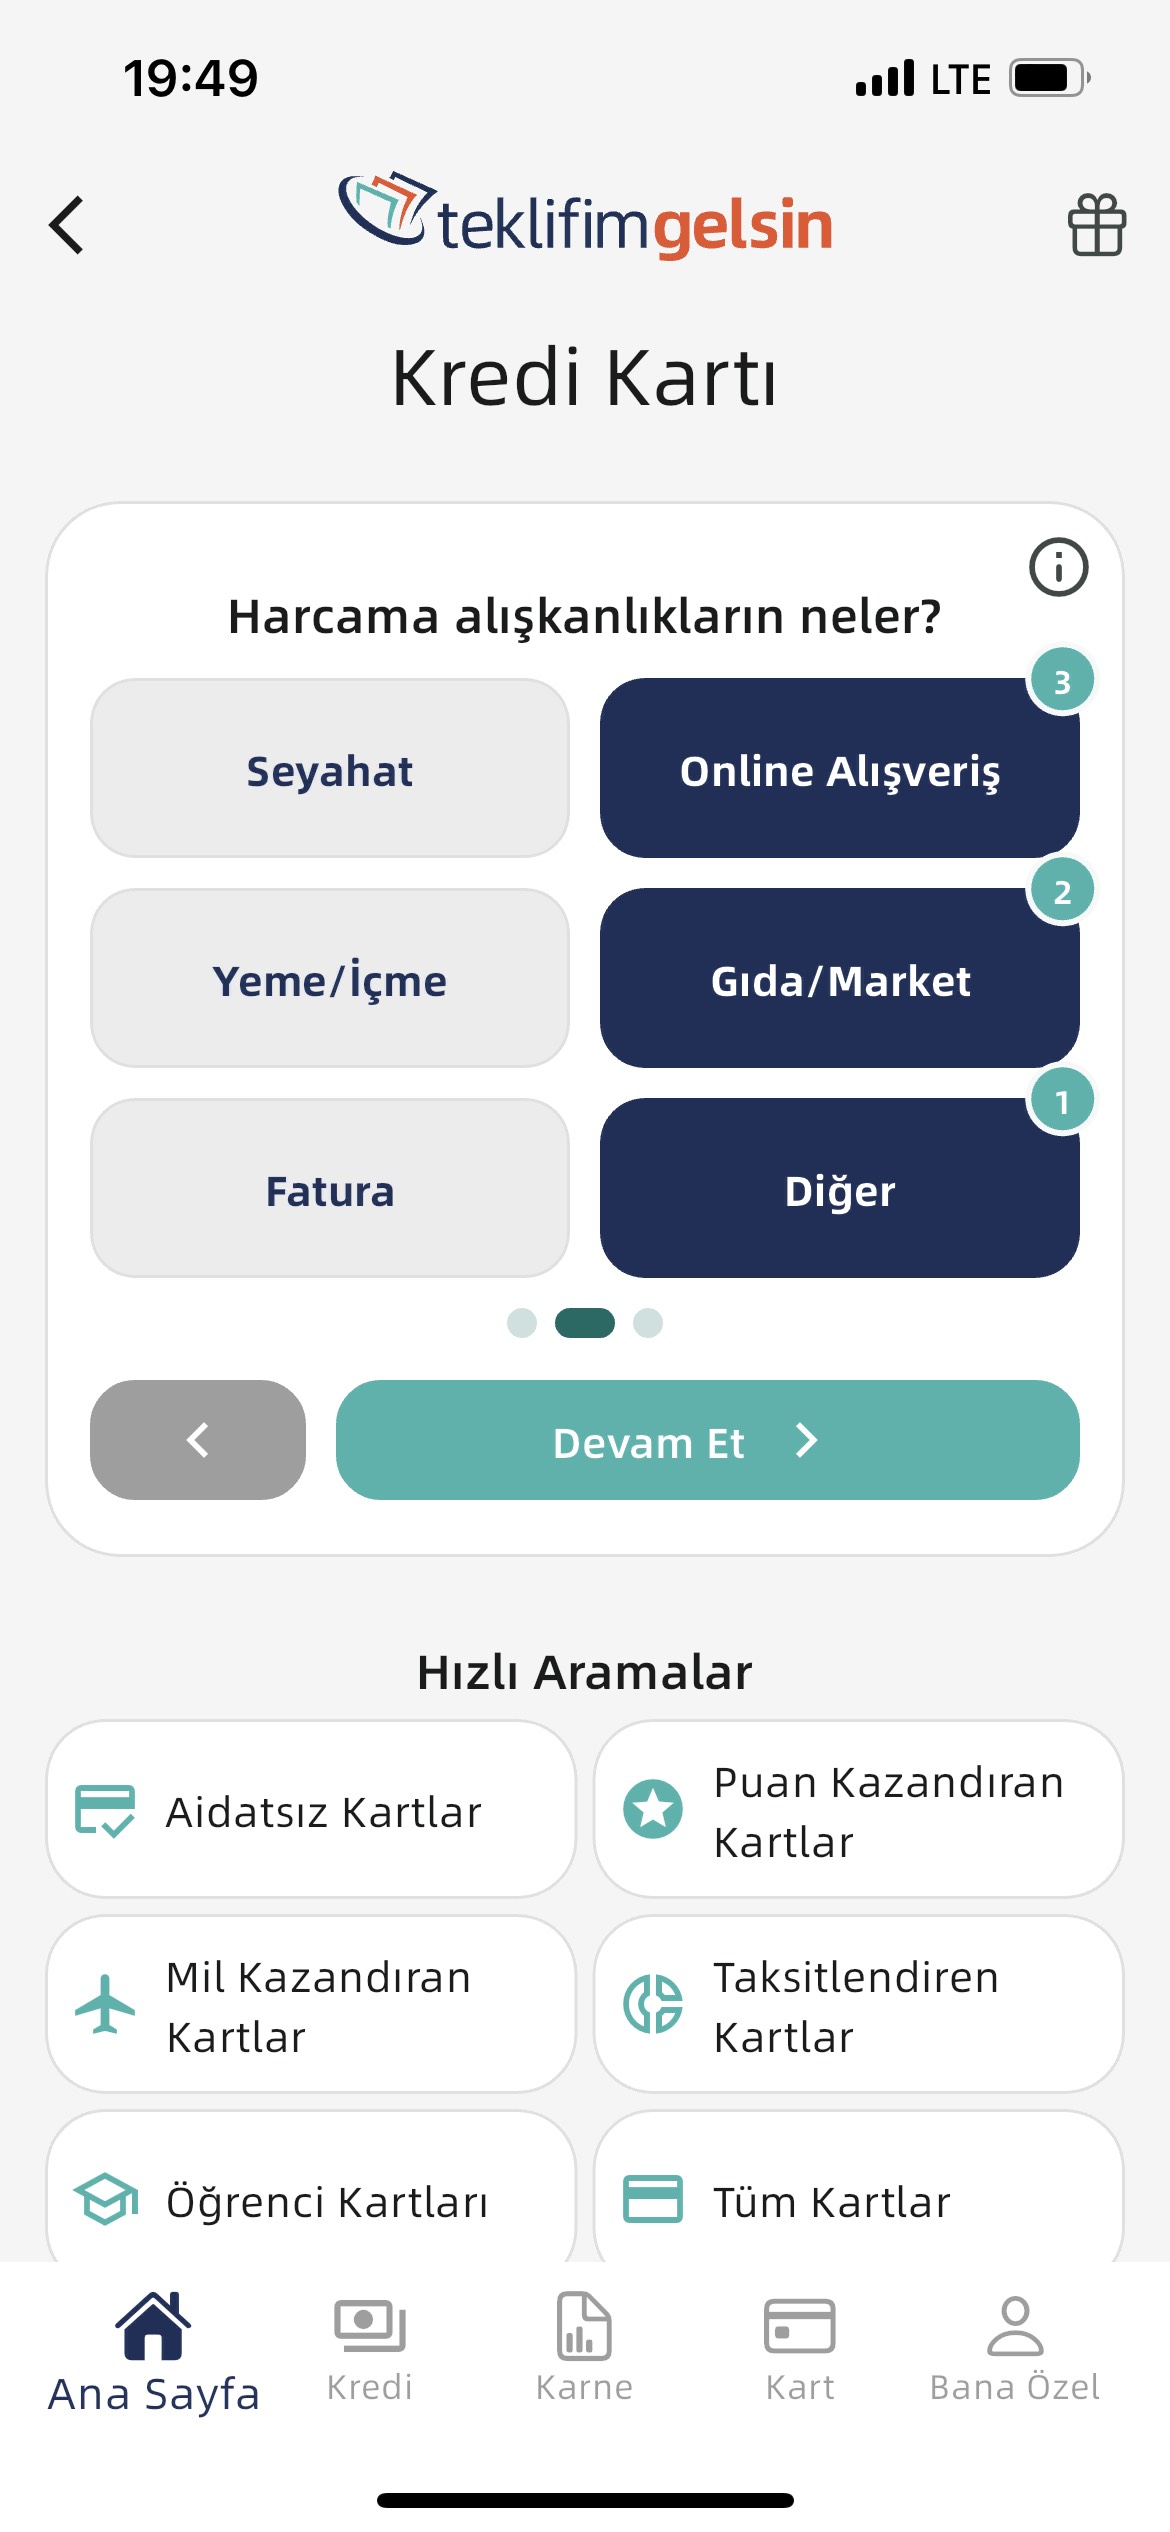 19:49
LTE
teklifimgelsin
Kredi Kartı
Harcama alışkanlıkların neler?
3
Seyahat
Online Alışveriş
2
Yeme/İçme
Gıda/Market
1
Fatura
Diğer
Devam Et
Hızlı Aramalar
Aidatsız Kartlar
Puan Kazandıran
Kartlar
Mil Kazandıran
Kartlar
Taksitlendiren
Kartlar
Öğrenci Kartları
Tüm Kartlar
Ana Sayfa
Kredi
Karne
Kart
Bana Özel